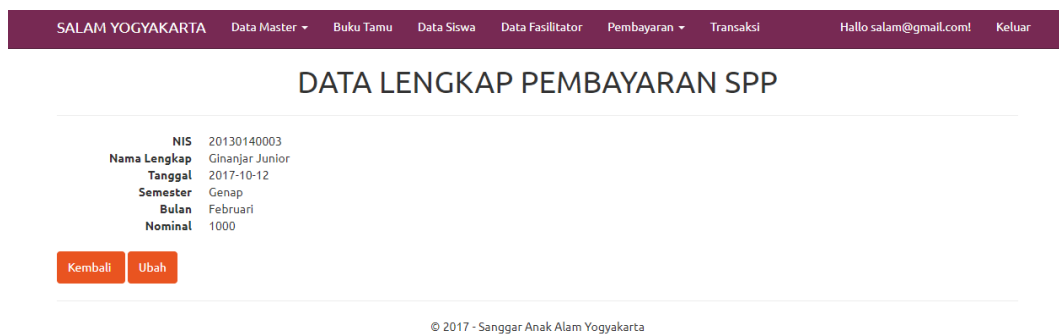 SALAM YOGYAKARTA Data Master Buku Tamu Data Siswa Data Fasilitator Pembayaran Transaksi Hallo salam@gmail.com! Keluar
DATA LENGKAP PEMBAYARAN SPP
NIS 20130140003
Nama Lengkap Ginanjar Junior
Tanggal 2017-10-12
Semester Genap
Bulan Februari
Nominal 1000
Kembali Ubah
© 2017 - Sanggar Anak Alam Yogyakarta